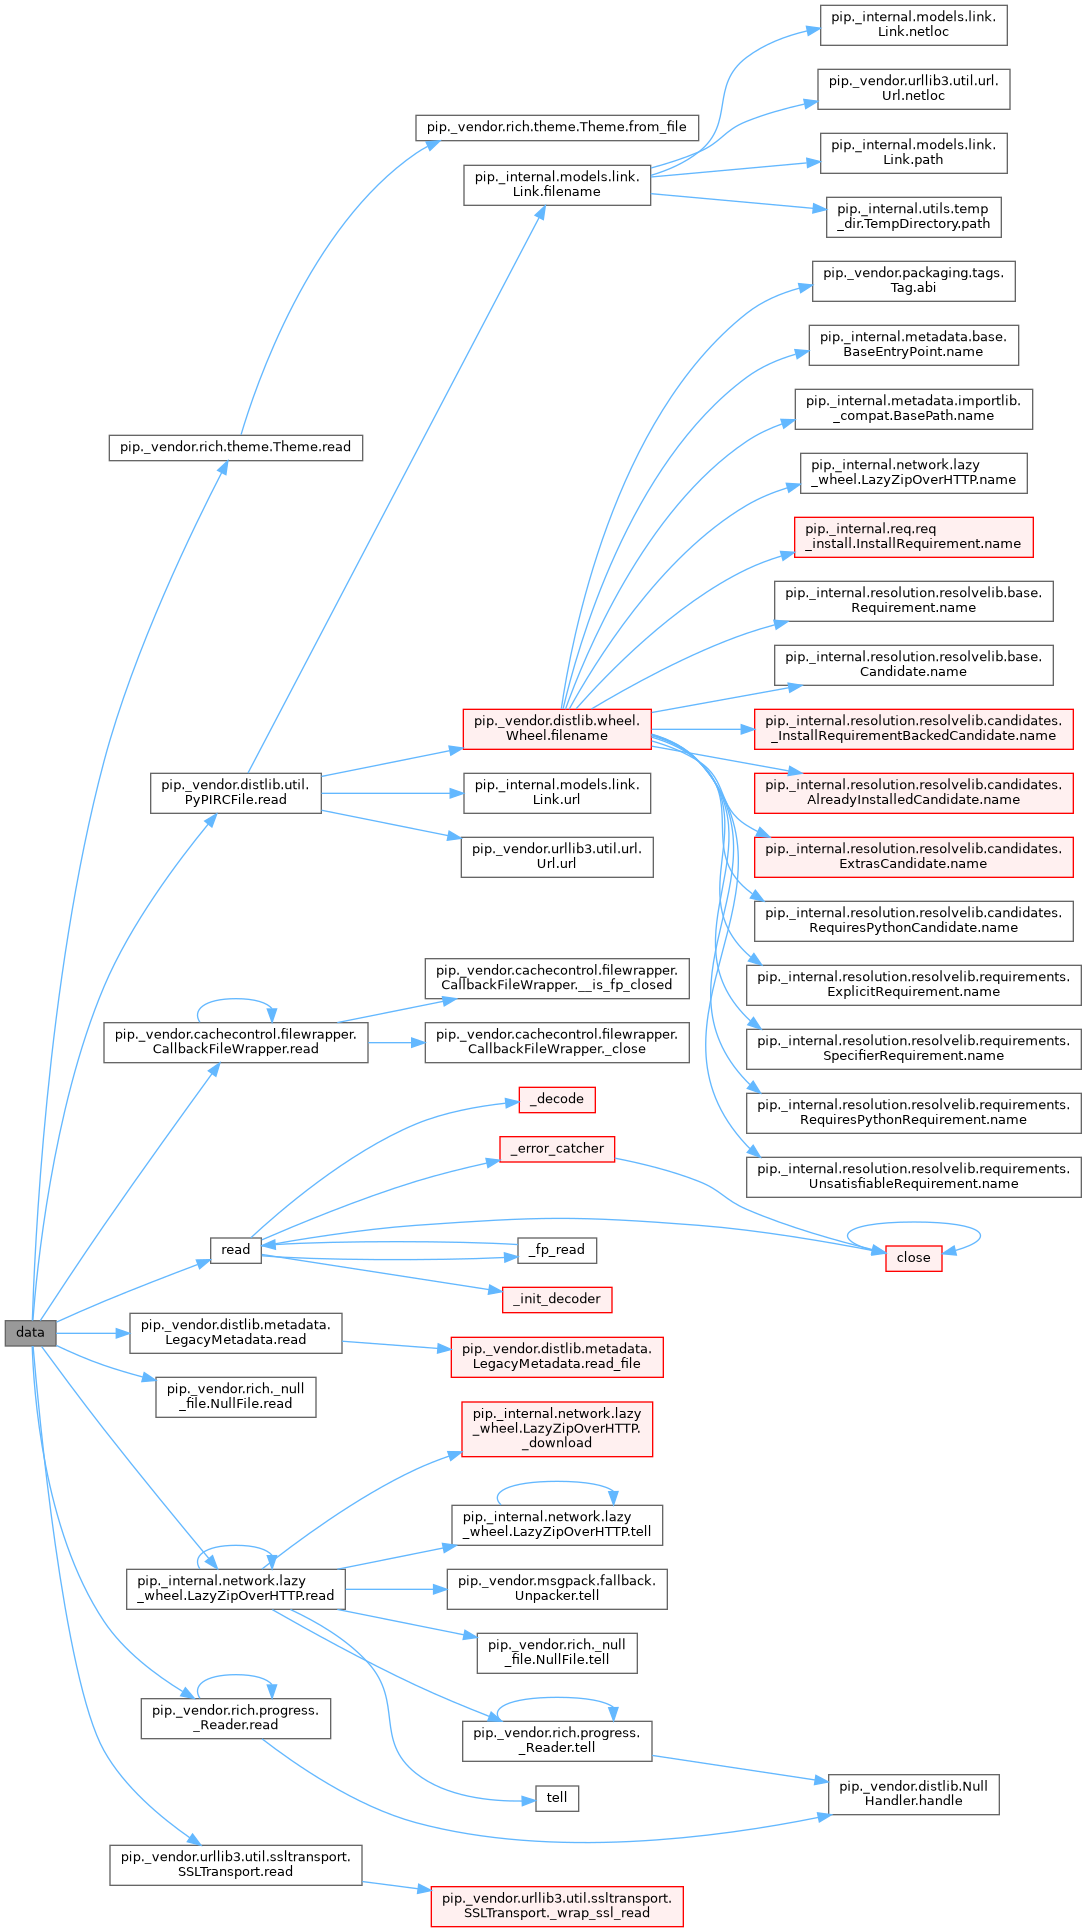 data
pip._vendor.rich.theme.Theme.read
pip._vendor.distlib.util.
PyPIRCFile.read
pip._vendor.cachecontrol.filewrapper.
CallbackFileWrapper.read
read
pip._vendor.distlib.metadata.
LegacyMetadata.read
pip._vendor.rich._null
_file.NullFile.read
pip._internal.network.lazy
_wheel.LazyZipOverHTTP.read
pip._vendor.rich.progress.
_Reader.read
pip._vendor.urllib3.util.ssltransport.
SSLTransport.read
pip._vendor.rich.theme.Theme.from_file
pip._internal.models.link.
Link.filename
pip._vendor.distlib.wheel.
Wheel.filename
pip._internal.models.link.
Link.url
pip._vendor.urllib3.util.url.
Url.url
pip._vendor.cachecontrol.filewrapper.
CallbackFileWrapper.__is_fp_closed
pip._vendor.cachecontrol.filewrapper.
CallbackFileWrapper._close
_decode
_error_catcher
_fp_read
_init_decoder
pip._vendor.distlib.metadata.
LegacyMetadata.read_file
pip._internal.network.lazy
_wheel.LazyZipOverHTTP.
_download
pip._internal.network.lazy
_wheel.LazyZipOverHTTP.tell
pip._vendor.msgpack.fallback.
Unpacker.tell
pip._vendor.rich._null
_file.NullFile.tell
pip._vendor.rich.progress.
_Reader.tell
tell
pip._vendor.urllib3.util.ssltransport.
SSLTransport._wrap_ssl_read
pip._internal.models.link.
Link.netloc
pip._vendor.urllib3.util.url.
Url.netloc
pip._internal.models.link.
Link.path
pip._internal.utils.temp
_dir.TempDirectory.path
pip._vendor.packaging.tags.
Tag.abi
pip._internal.metadata.base.
BaseEntryPoint.name
pip._internal.metadata.importlib.
_compat.BasePath.name
pip._internal.network.lazy
_wheel.LazyZipOverHTTP.name
pip._internal.req.req
_install.InstallRequirement.name
pip._internal.resolution.resolvelib.base.
Requirement.name
pip._internal.resolution.resolvelib.base.
Candidate.name
pip._internal.resolution.resolvelib.candidates.
_InstallRequirementBackedCandidate.name
pip._internal.resolution.resolvelib.candidates.
AlreadyInstalledCandidate.name
pip._internal.resolution.resolvelib.candidates.
ExtrasCandidate.name
pip._internal.resolution.resolvelib.candidates.
RequiresPythonCandidate.name
pip._internal.resolution.resolvelib.requirements.
ExplicitRequirement.name
pip._internal.resolution.resolvelib.requirements.
SpecifierRequirement.name
pip._internal.resolution.resolvelib.requirements.
RequiresPythonRequirement.name
pip._internal.resolution.resolvelib.requirements.
UnsatisfiableRequirement.name
close
pip._vendor.distlib.Null
Handler.handle